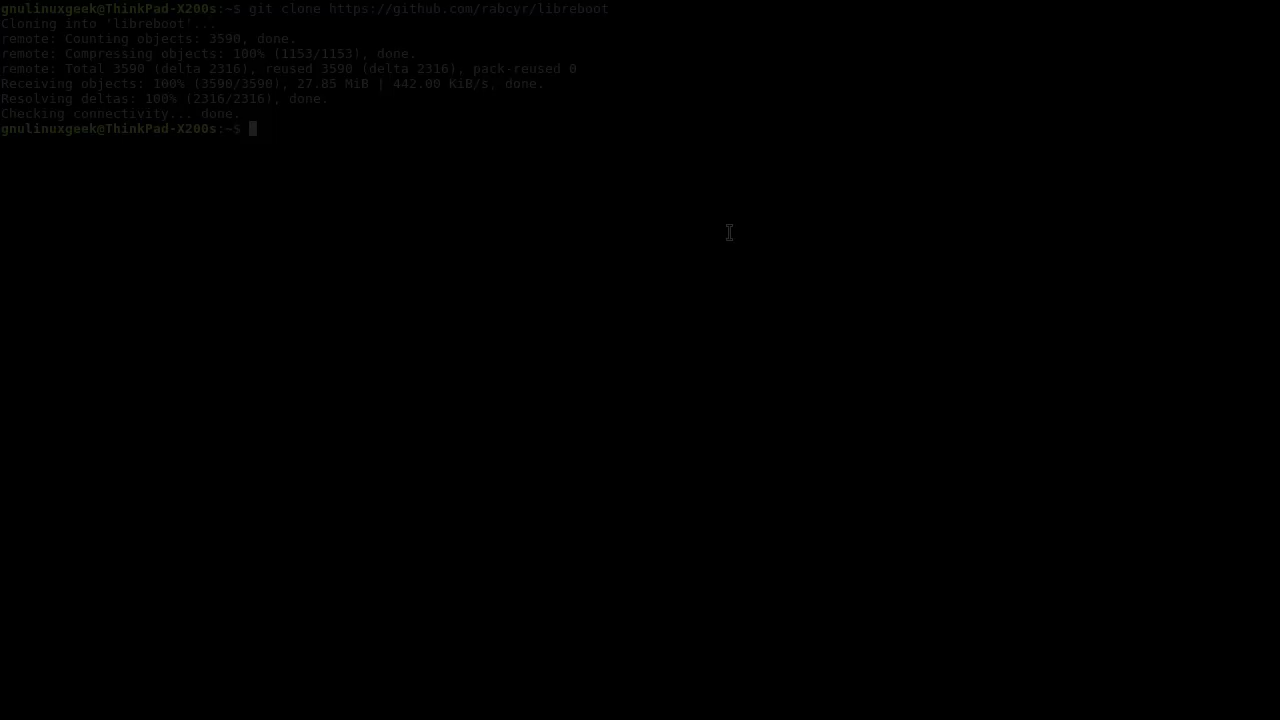 gnulinuxgeek@ThinkPad-X200s:~$ git clone https://github.com/rabcyr/libreboot
Cloning into 'libreboot'...
remote: Counting objects: 3590, done.
remote: Compressing objects: 100% (1153/1153), done.
remote: Total 3590 (delta 2316), reused 3590 (delta 2316), pack-reused 0
Receiving objects: 100% (3590/3590), 27.85 MiB | 442.00 KiB/s, done.
Resolving deltas: 100% (2316/2316), done.
Checking connectivity... done.
gnulinuxgeek@ThinkPad-X200s:~$